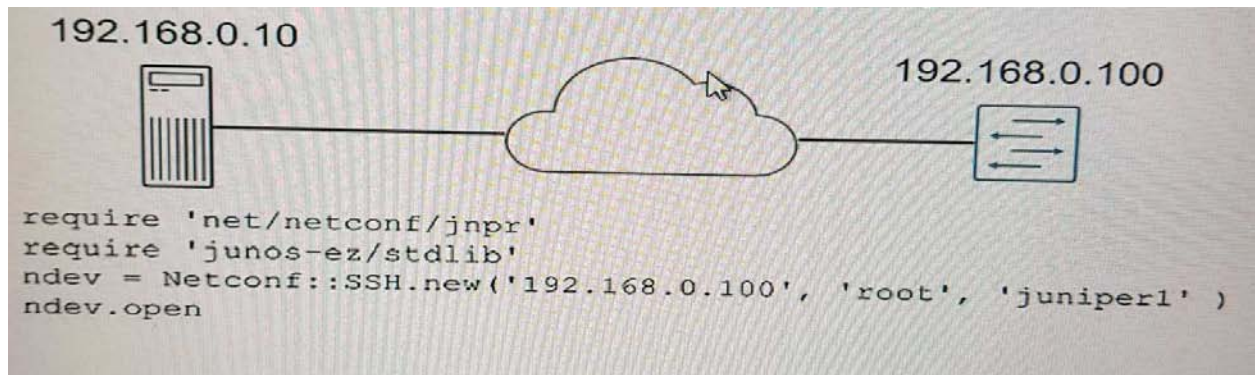 192.168.0.10
192.168.0.100
require 'net/netconf/jnpr'
require 'junos-ez/stdlib'
ndev = Netconf::SSH.new('192.168.0.100', 'root', 'juniper1' )
ndev.open